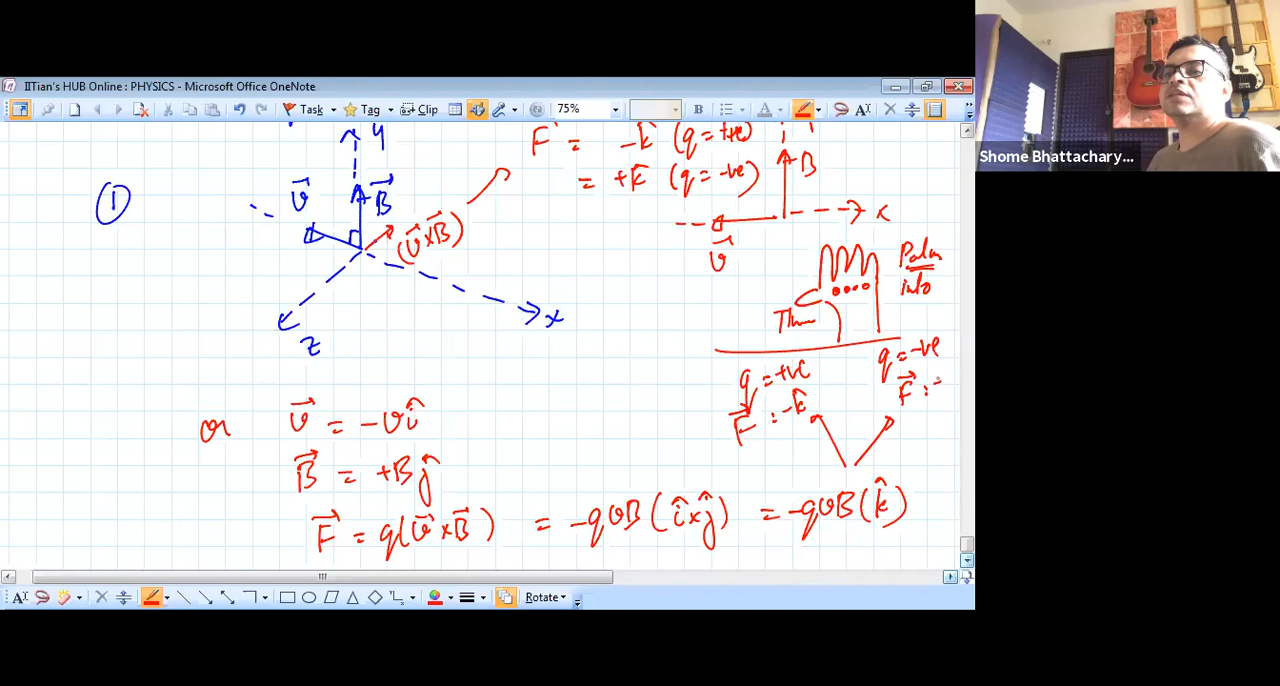 IITian's HUB Online : PHYSICS - Microsoft Office OneNote
Task Tag Clip 75% B A A
y
F = -k̂ (q = +ve)
= +k̂ (q = -ve)
①
v⃗ B⃗
(v⃗×B⃗)
z x
B
x
v⃗
Palm
into
q = +ve
F⃗ : -k̂
q = -ve
F⃗ : =
or v⃗ = -vî
B⃗ = +Bĵ
F⃗ = q(v⃗×B⃗) = -qvB(î×ĵ) = -qvB(k̂)
Rotate
Shome Bhattachary...